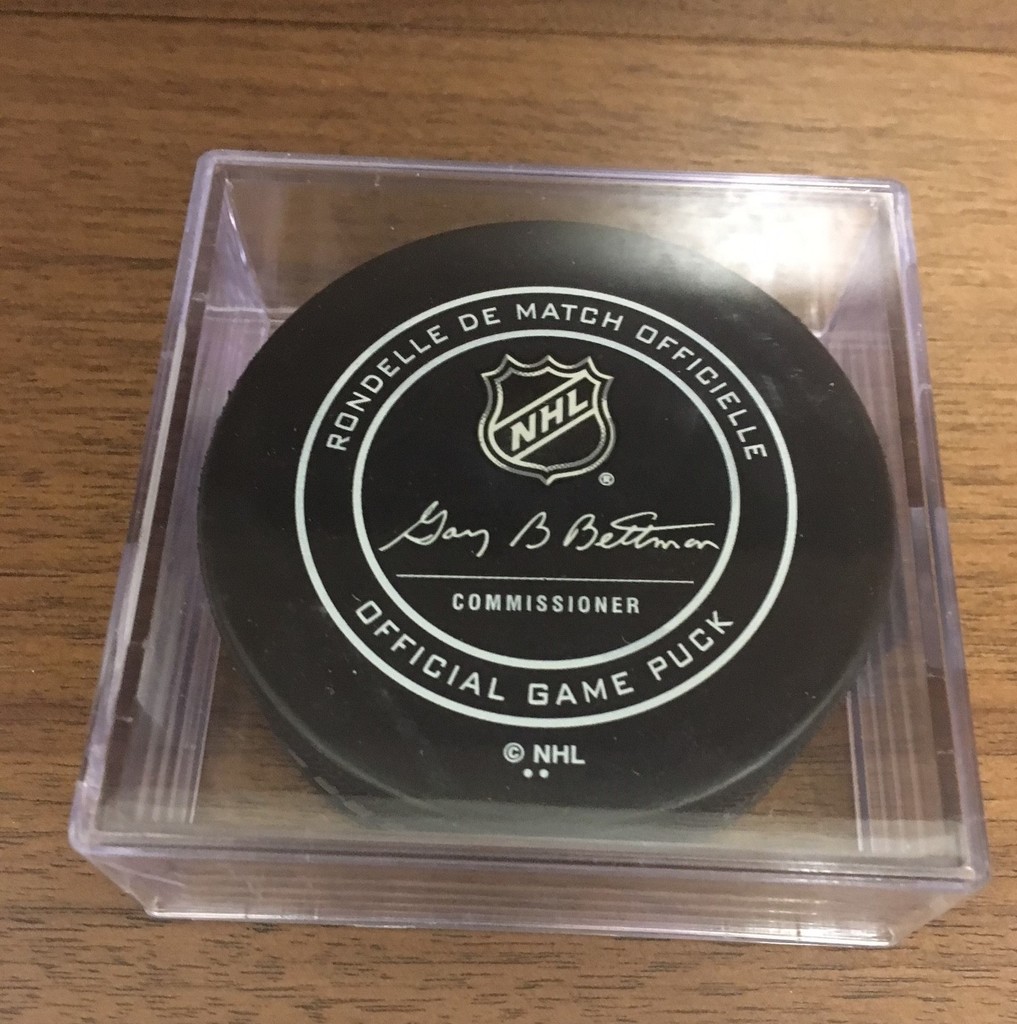 RONDELLE DE MATCH OFFICIELLE
NHL
®
Gary B Bettman
COMMISSIONER
OFFICIAL GAME PUCK
© NHL